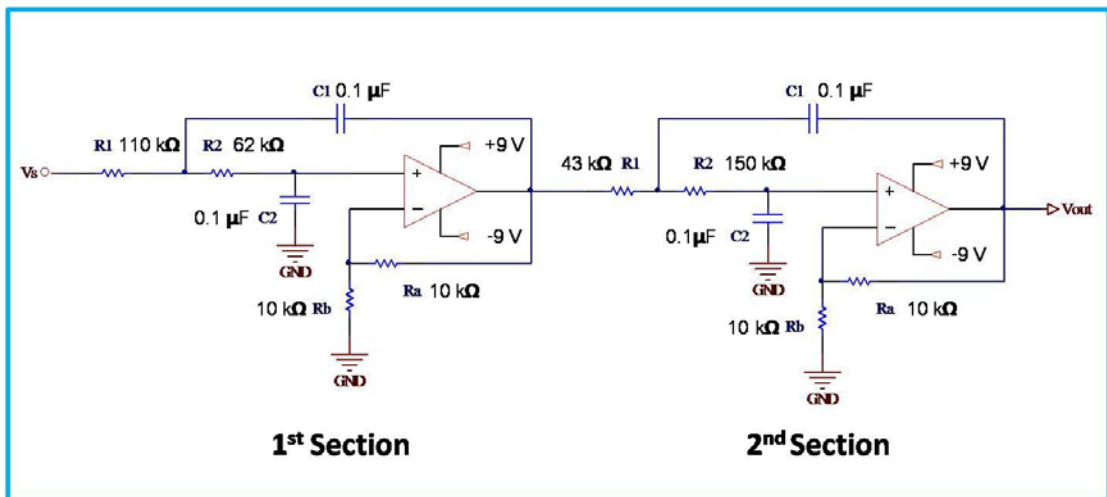 C1 0.1 µF
C1 0.1 µF
R1 110 kΩ R2 62 kΩ
+9 V
43 kΩ R1 R2 150 kΩ
+9 V
Vs
+
+
Vout
0.1 µF C2
−
-9 V
0.1µF C2
−
-9 V
GND
GND
Ra 10 kΩ
Ra 10 kΩ
10 kΩ Rb
10 kΩ Rb
GND
GND
1st Section
2nd Section